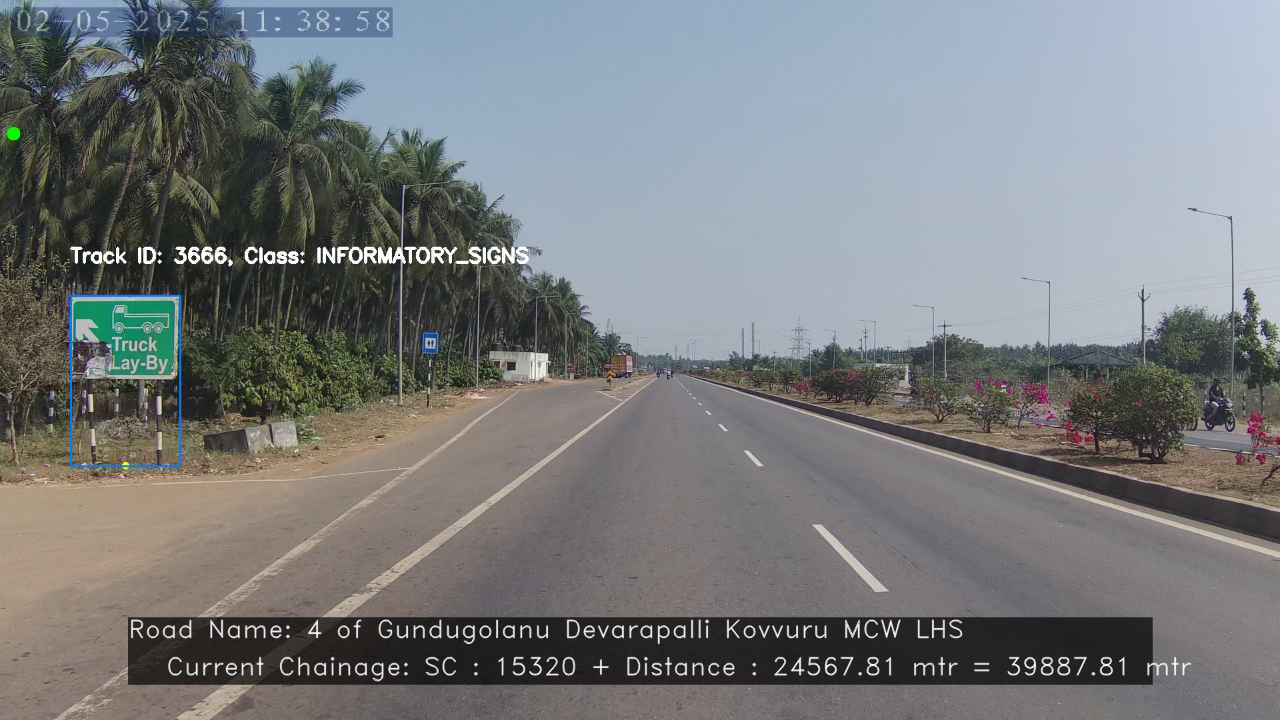 02-05-2025 11:38:58
Track ID: 3666, Class: INFORMATORY_SIGNS
Truck
Lay-By
Road Name: 4 of Gundugolanu Devarapalli Kovvuru MCW LHS
Current Chainage: SC : 15320 + Distance : 24567.81 mtr = 39887.81 mtr